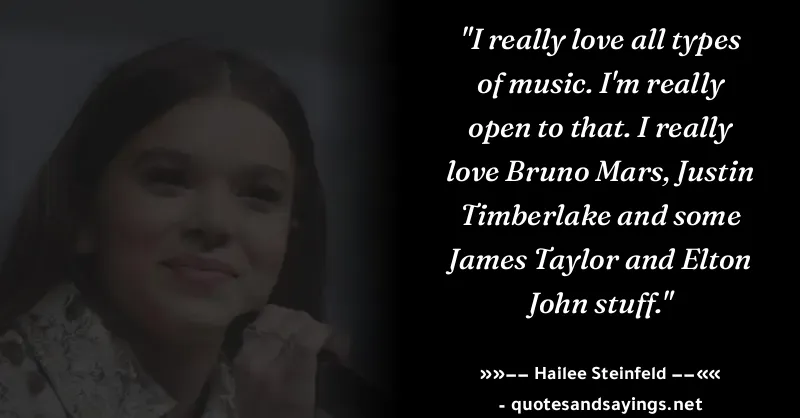 "I really love all types
of music. I'm really
open to that. I really
love Bruno Mars, Justin
Timberlake and some
James Taylor and Elton
John stuff."
»»–– Hailee Steinfeld ––««
- quotesandsayings.net